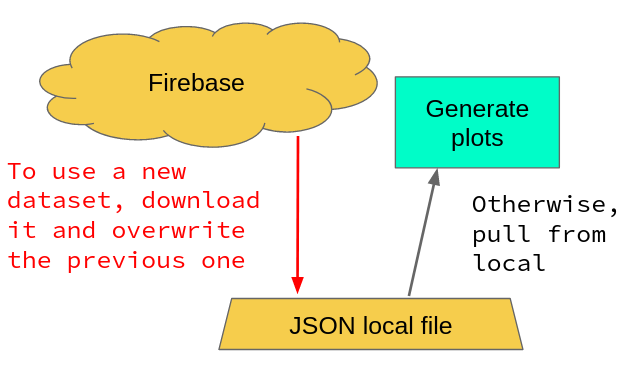 Firebase
Generate
plots
To use a new
dataset, download
it and overwrite
the previous one
Otherwise,
pull from
local
JSON local file